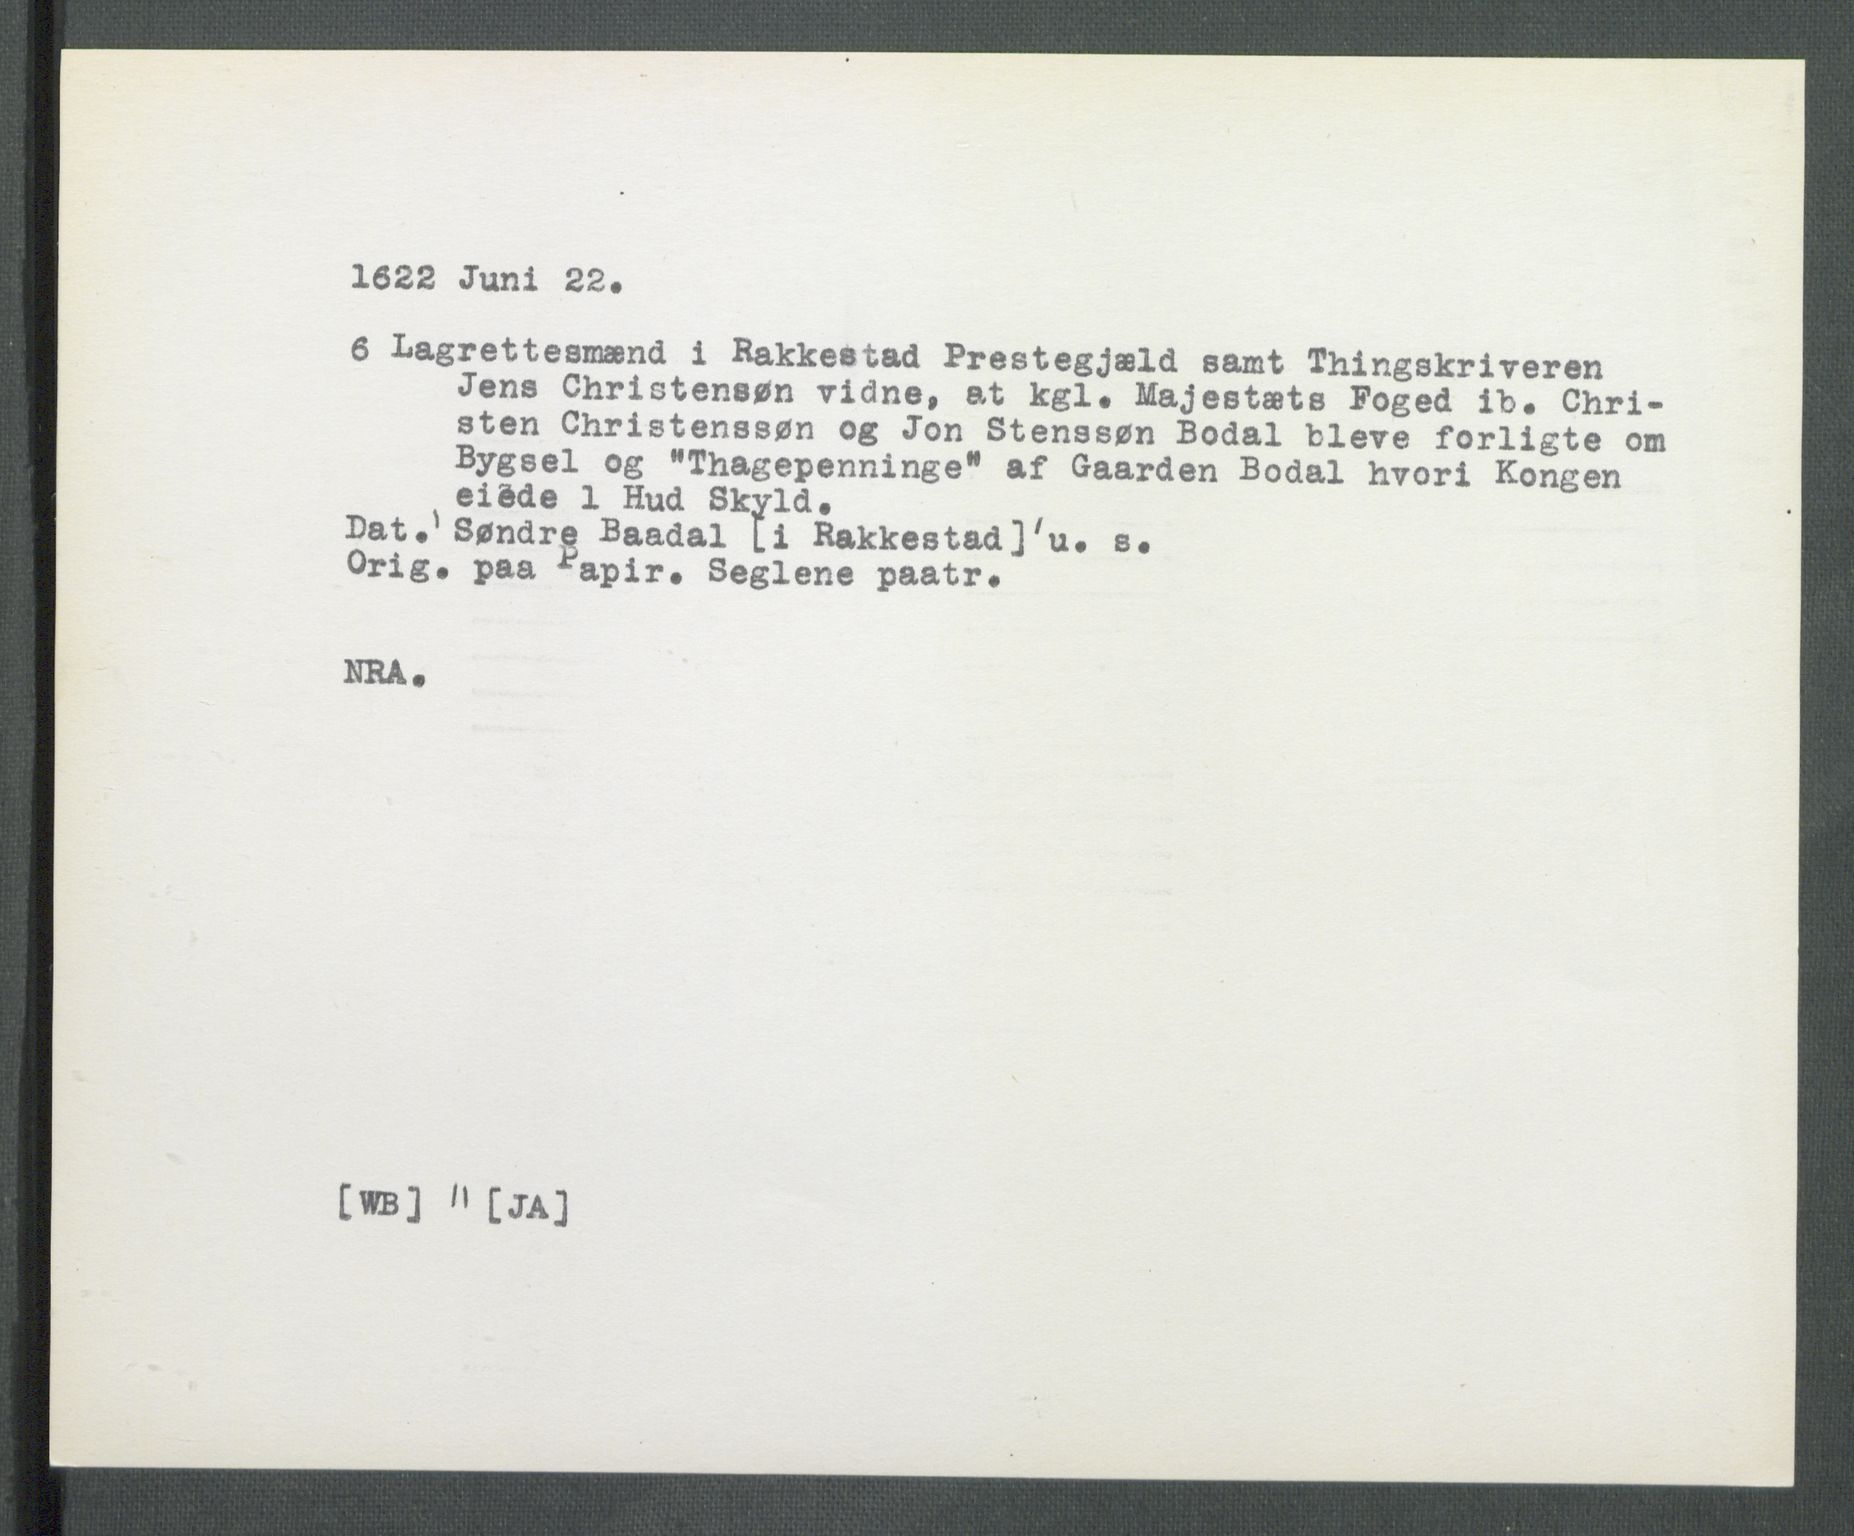 1622 Juni 22.
6 Lagrettesmænd i Rakkestad Prestegjæld samt Thingskriveren
Jens Christensøn vidne, at kgl. Majestæts Foged ib. Chri-
sten Christenssøn og Jon Stenssøn Bodal bleve forligte om
Bygsel og "Thagepenninge" af Gaarden Bodal hvori Kongen
eiede 1 Hud Skyld.
Dat.' Søndre Baadal [i Rakkestad]'u. s.
Orig. paa Papir. Seglene paatr.
NRA.
[WB] " [JA]